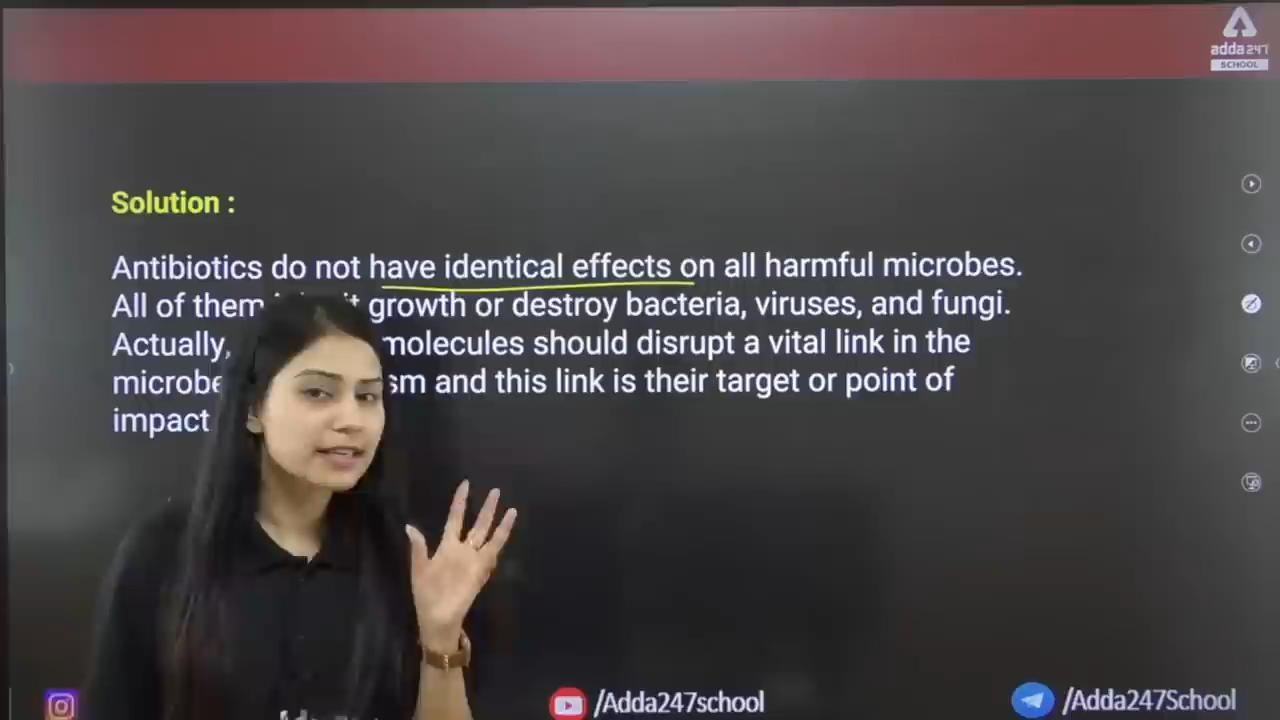 adda247
SCHOOL
Solution :
Antibiotics do not have identical effects on all harmful microbes.
All of them growth or destroy bacteria, viruses, and fungi.
Actually, molecules should disrupt a vital link in the
and this link is their target or point of
impact
/Adda247school
/Adda247School